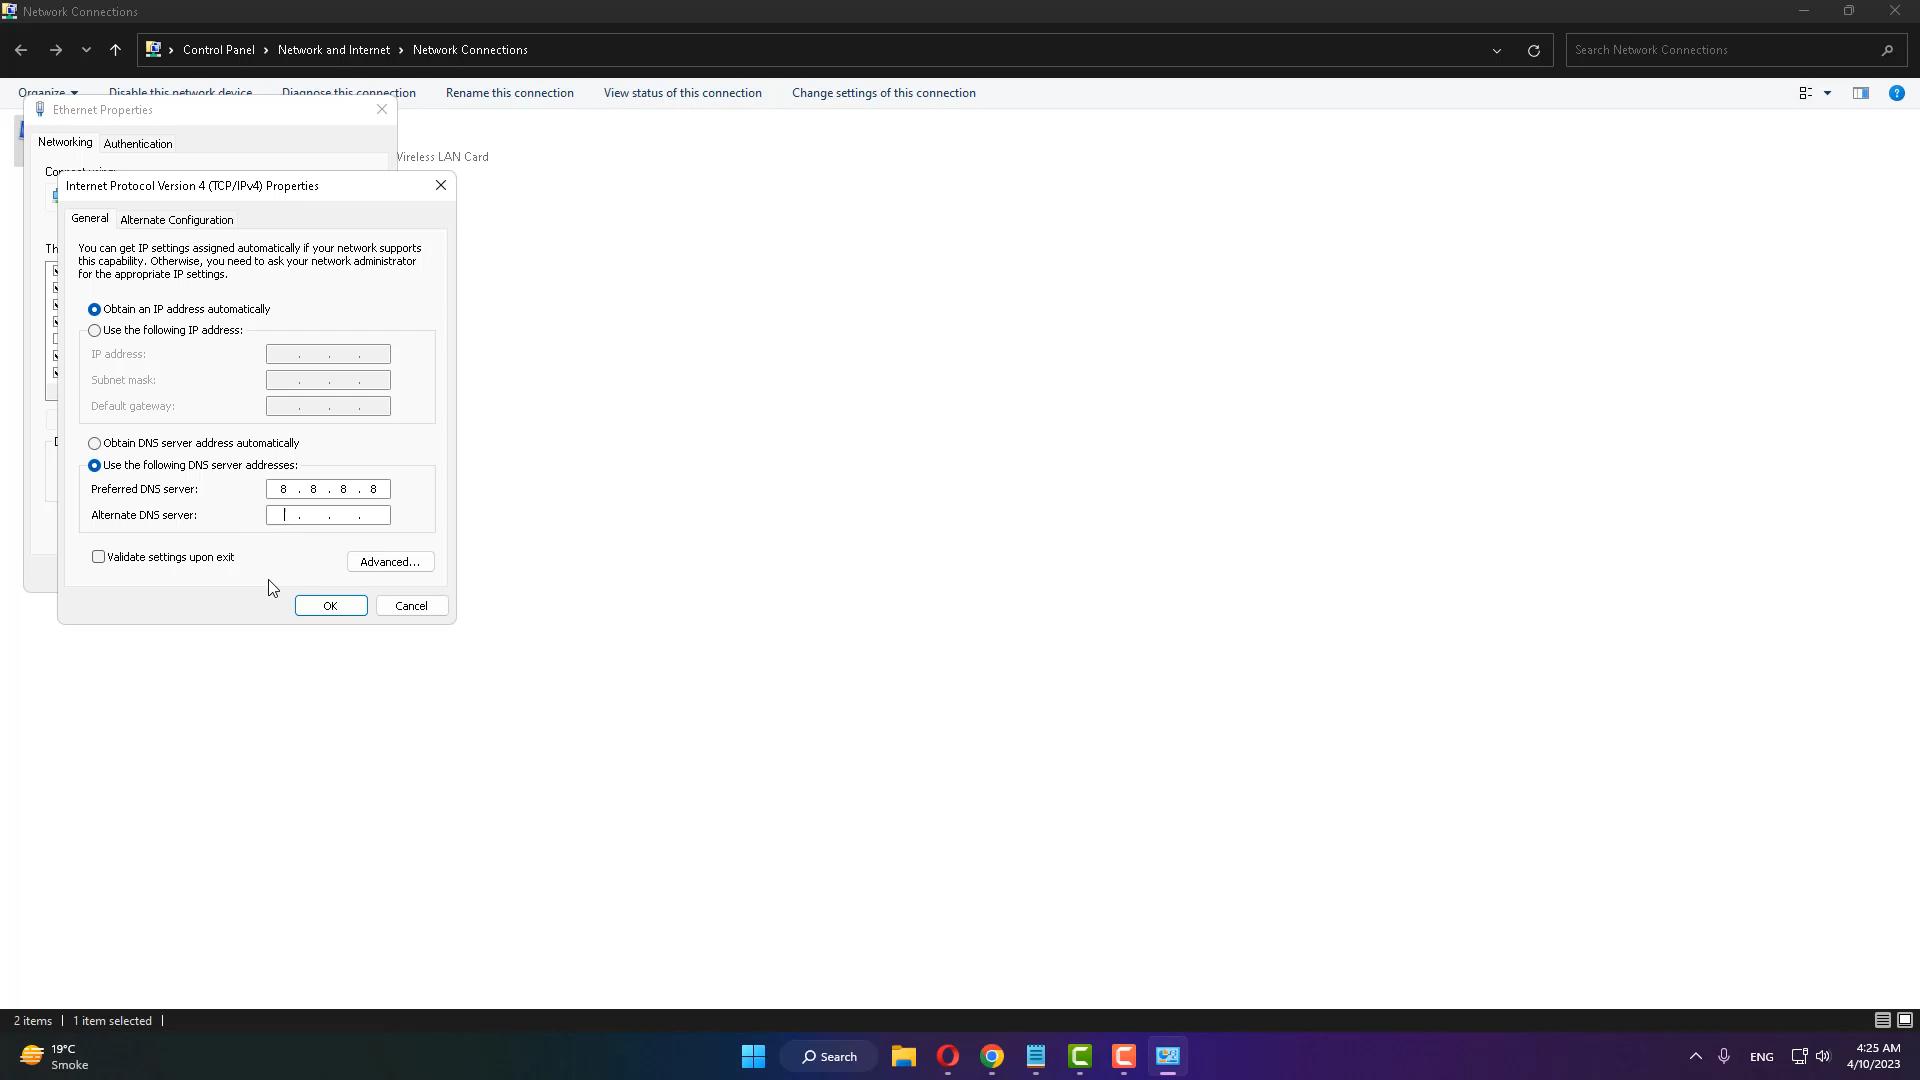 Network Connections
Control Panel > Network and Internet > Network Connections
Search Network Connections
Organize Disable this network device Diagnose this connection Rename this connection View status of this connection Change settings of this connection
Ethernet Properties
Networking Authentication
Wireless LAN Card
Connect using:
Internet Protocol Version 4 (TCP/IPv4) Properties
General Alternate Configuration
You can get IP settings assigned automatically if your network supports
this capability. Otherwise, you need to ask your network administrator
for the appropriate IP settings.
Obtain an IP address automatically
Use the following IP address:
IP address: . . .
Subnet mask: . . .
Default gateway: . . .
Obtain DNS server address automatically
Use the following DNS server addresses:
Preferred DNS server: 8 . 8 . 8 . 8
Alternate DNS server: . . .
Validate settings upon exit
Advanced...
OK Cancel
2 items 1 item selected
19°C
Smoke
Search
ENG
4:25 AM
4/10/2023